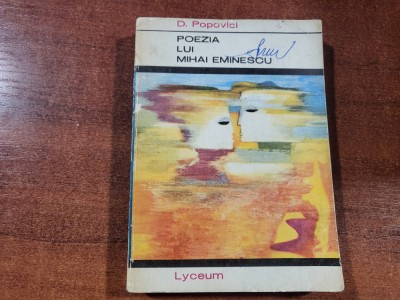 D. Popovici
POEZIA
LUI
MIHAI EMINESCU
Lyceum